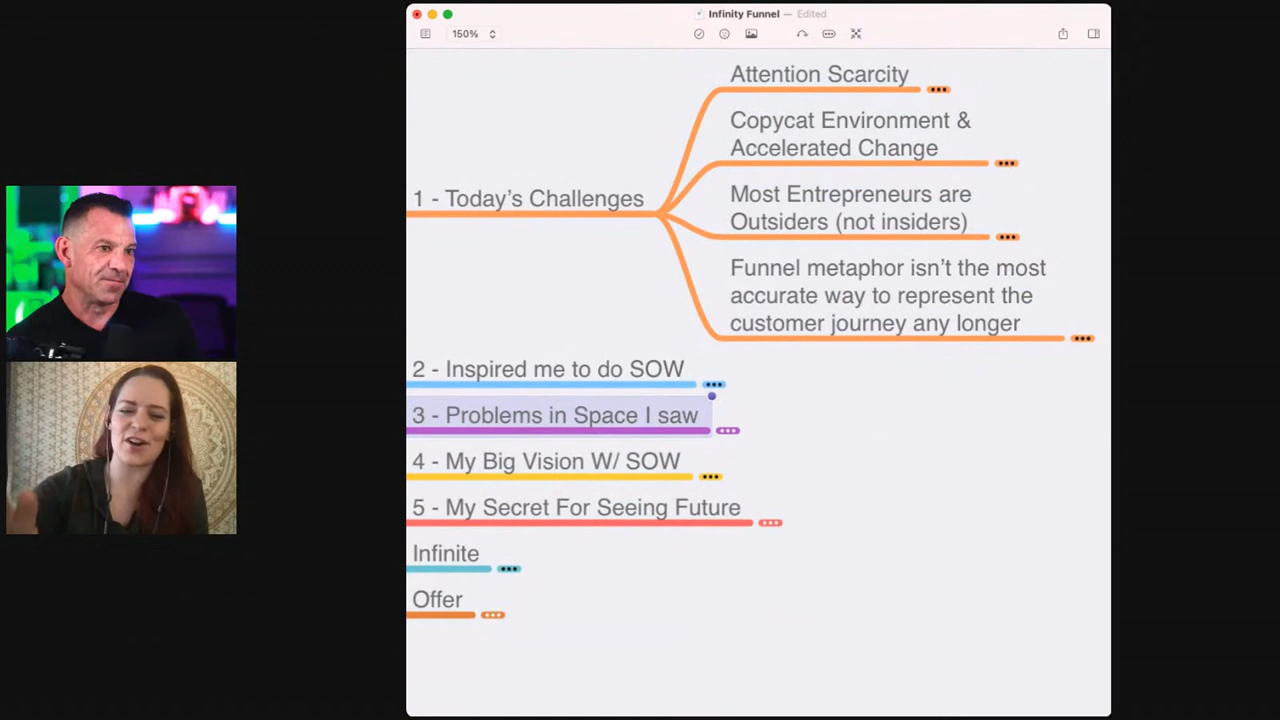 Infinity Funnel — Edited
150%
Attention Scarcity
Copycat Environment &
Accelerated Change
1 - Today's Challenges
Most Entrepreneurs are
Outsiders (not insiders)
Funnel metaphor isn't the most
accurate way to represent the
customer journey any longer
2 - Inspired me to do SOW
3 - Problems in Space I saw
4 - My Big Vision W/ SOW
5 - My Secret For Seeing Future
Infinite
Offer